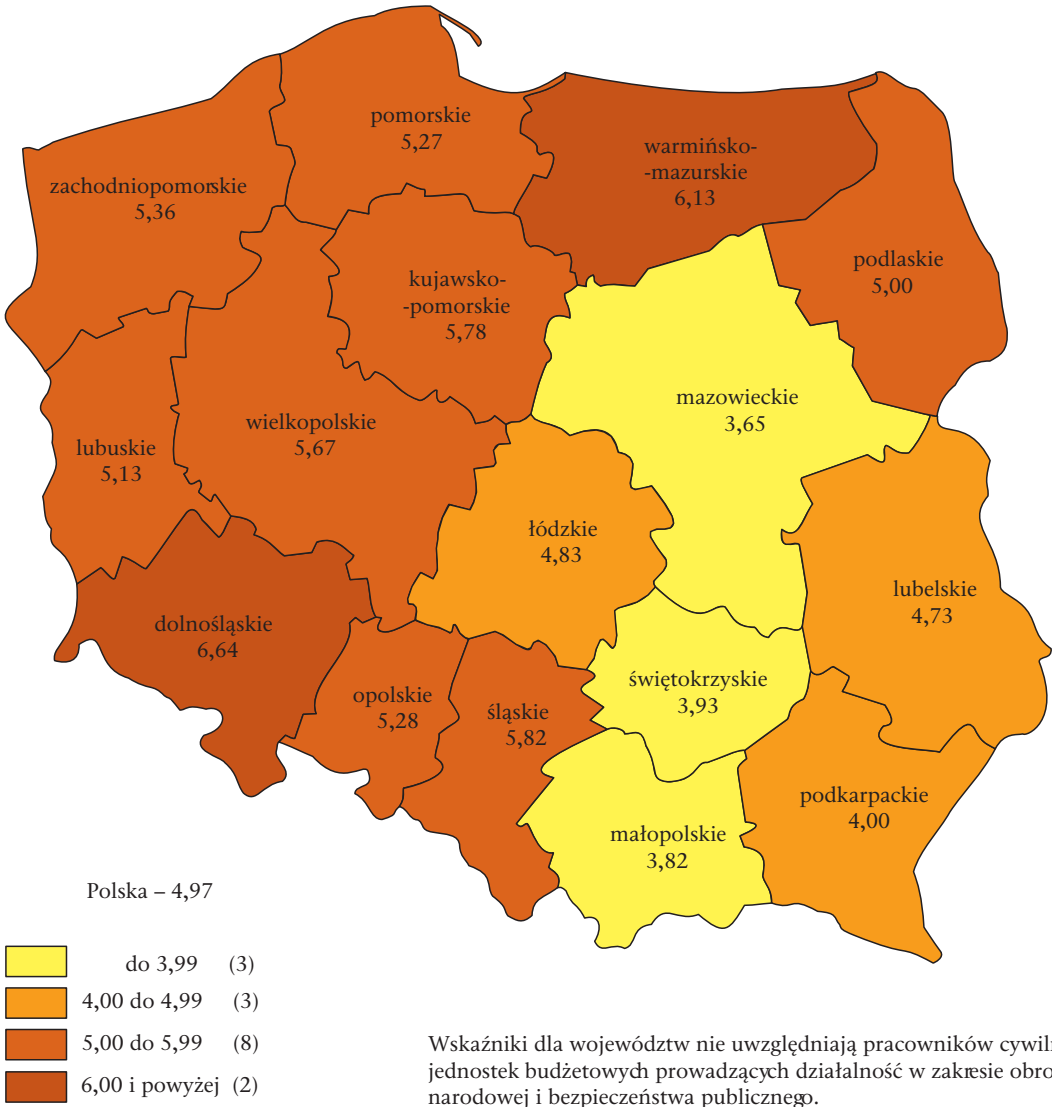 pomorskie
5,27
warmińsko-
-mazurskie
6,13
zachodniopomorskie
5,36
podlaskie
5,00
kujawsko-
-pomorskie
5,78
mazowieckie
3,65
wielkopolskie
5,67
lubuskie
5,13
łódzkie
4,83
lubelskie
4,73
dolnośląskie
6,64
świętokrzyskie
3,93
opolskie
5,28
śląskie
5,82
podkarpackie
4,00
małopolskie
3,82
Polska – 4,97
do 3,99 (3)
4,00 do 4,99 (3)
5,00 do 5,99 (8)
6,00 i powyżej (2)
Wskaźniki dla województw nie uwzględniają pracowników
jednostek budżetowych prowadzących działalność w zakresie
narodowej i bezpieczeństwa publicznego.